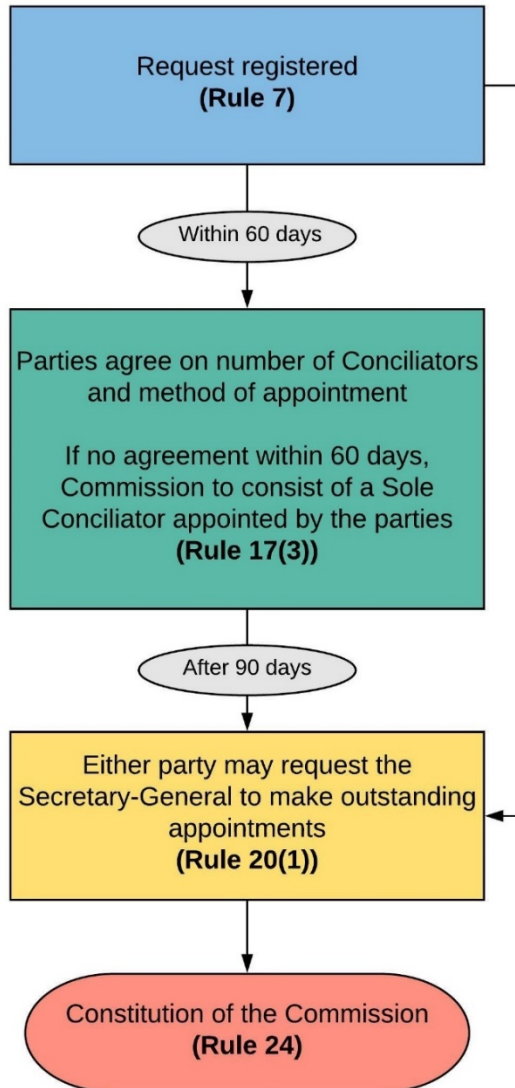 Request registered
(Rule 7)
Within 60 days
Parties agree on number of Conciliators
and method of appointment
If no agreement within 60 days,
Commission to consist of a Sole
Conciliator appointed by the parties
(Rule 17(3))
After 90 days
Either party may request the
Secretary-General to make outstanding
appointments
(Rule 20(1))
Constitution of the Commission
(Rule 24)